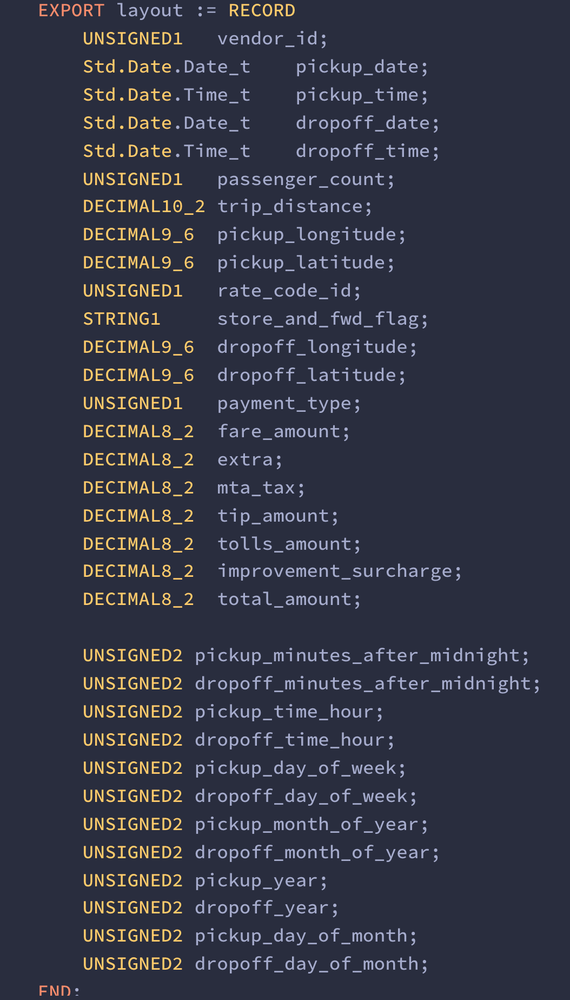 EXPORT layout := RECORD
    UNSIGNED1   vendor_id;
    Std.Date.Date_t    pickup_date;
    Std.Date.Time_t    pickup_time;
    Std.Date.Date_t    dropoff_date;
    Std.Date.Time_t    dropoff_time;
    UNSIGNED1   passenger_count;
    DECIMAL10_2 trip_distance;
    DECIMAL9_6  pickup_longitude;
    DECIMAL9_6  pickup_latitude;
    UNSIGNED1   rate_code_id;
    STRING1     store_and_fwd_flag;
    DECIMAL9_6  dropoff_longitude;
    DECIMAL9_6  dropoff_latitude;
    UNSIGNED1   payment_type;
    DECIMAL8_2  fare_amount;
    DECIMAL8_2  extra;
    DECIMAL8_2  mta_tax;
    DECIMAL8_2  tip_amount;
    DECIMAL8_2  tolls_amount;
    DECIMAL8_2  improvement_surcharge;
    DECIMAL8_2  total_amount;

    UNSIGNED2 pickup_minutes_after_midnight;
    UNSIGNED2 dropoff_minutes_after_midnight;
    UNSIGNED2 pickup_time_hour;
    UNSIGNED2 dropoff_time_hour;
    UNSIGNED2 pickup_day_of_week;
    UNSIGNED2 dropoff_day_of_week;
    UNSIGNED2 pickup_month_of_year;
    UNSIGNED2 dropoff_month_of_year;
    UNSIGNED2 pickup_year;
    UNSIGNED2 dropoff_year;
    UNSIGNED2 pickup_day_of_month;
    UNSIGNED2 dropoff_day_of_month;
END;